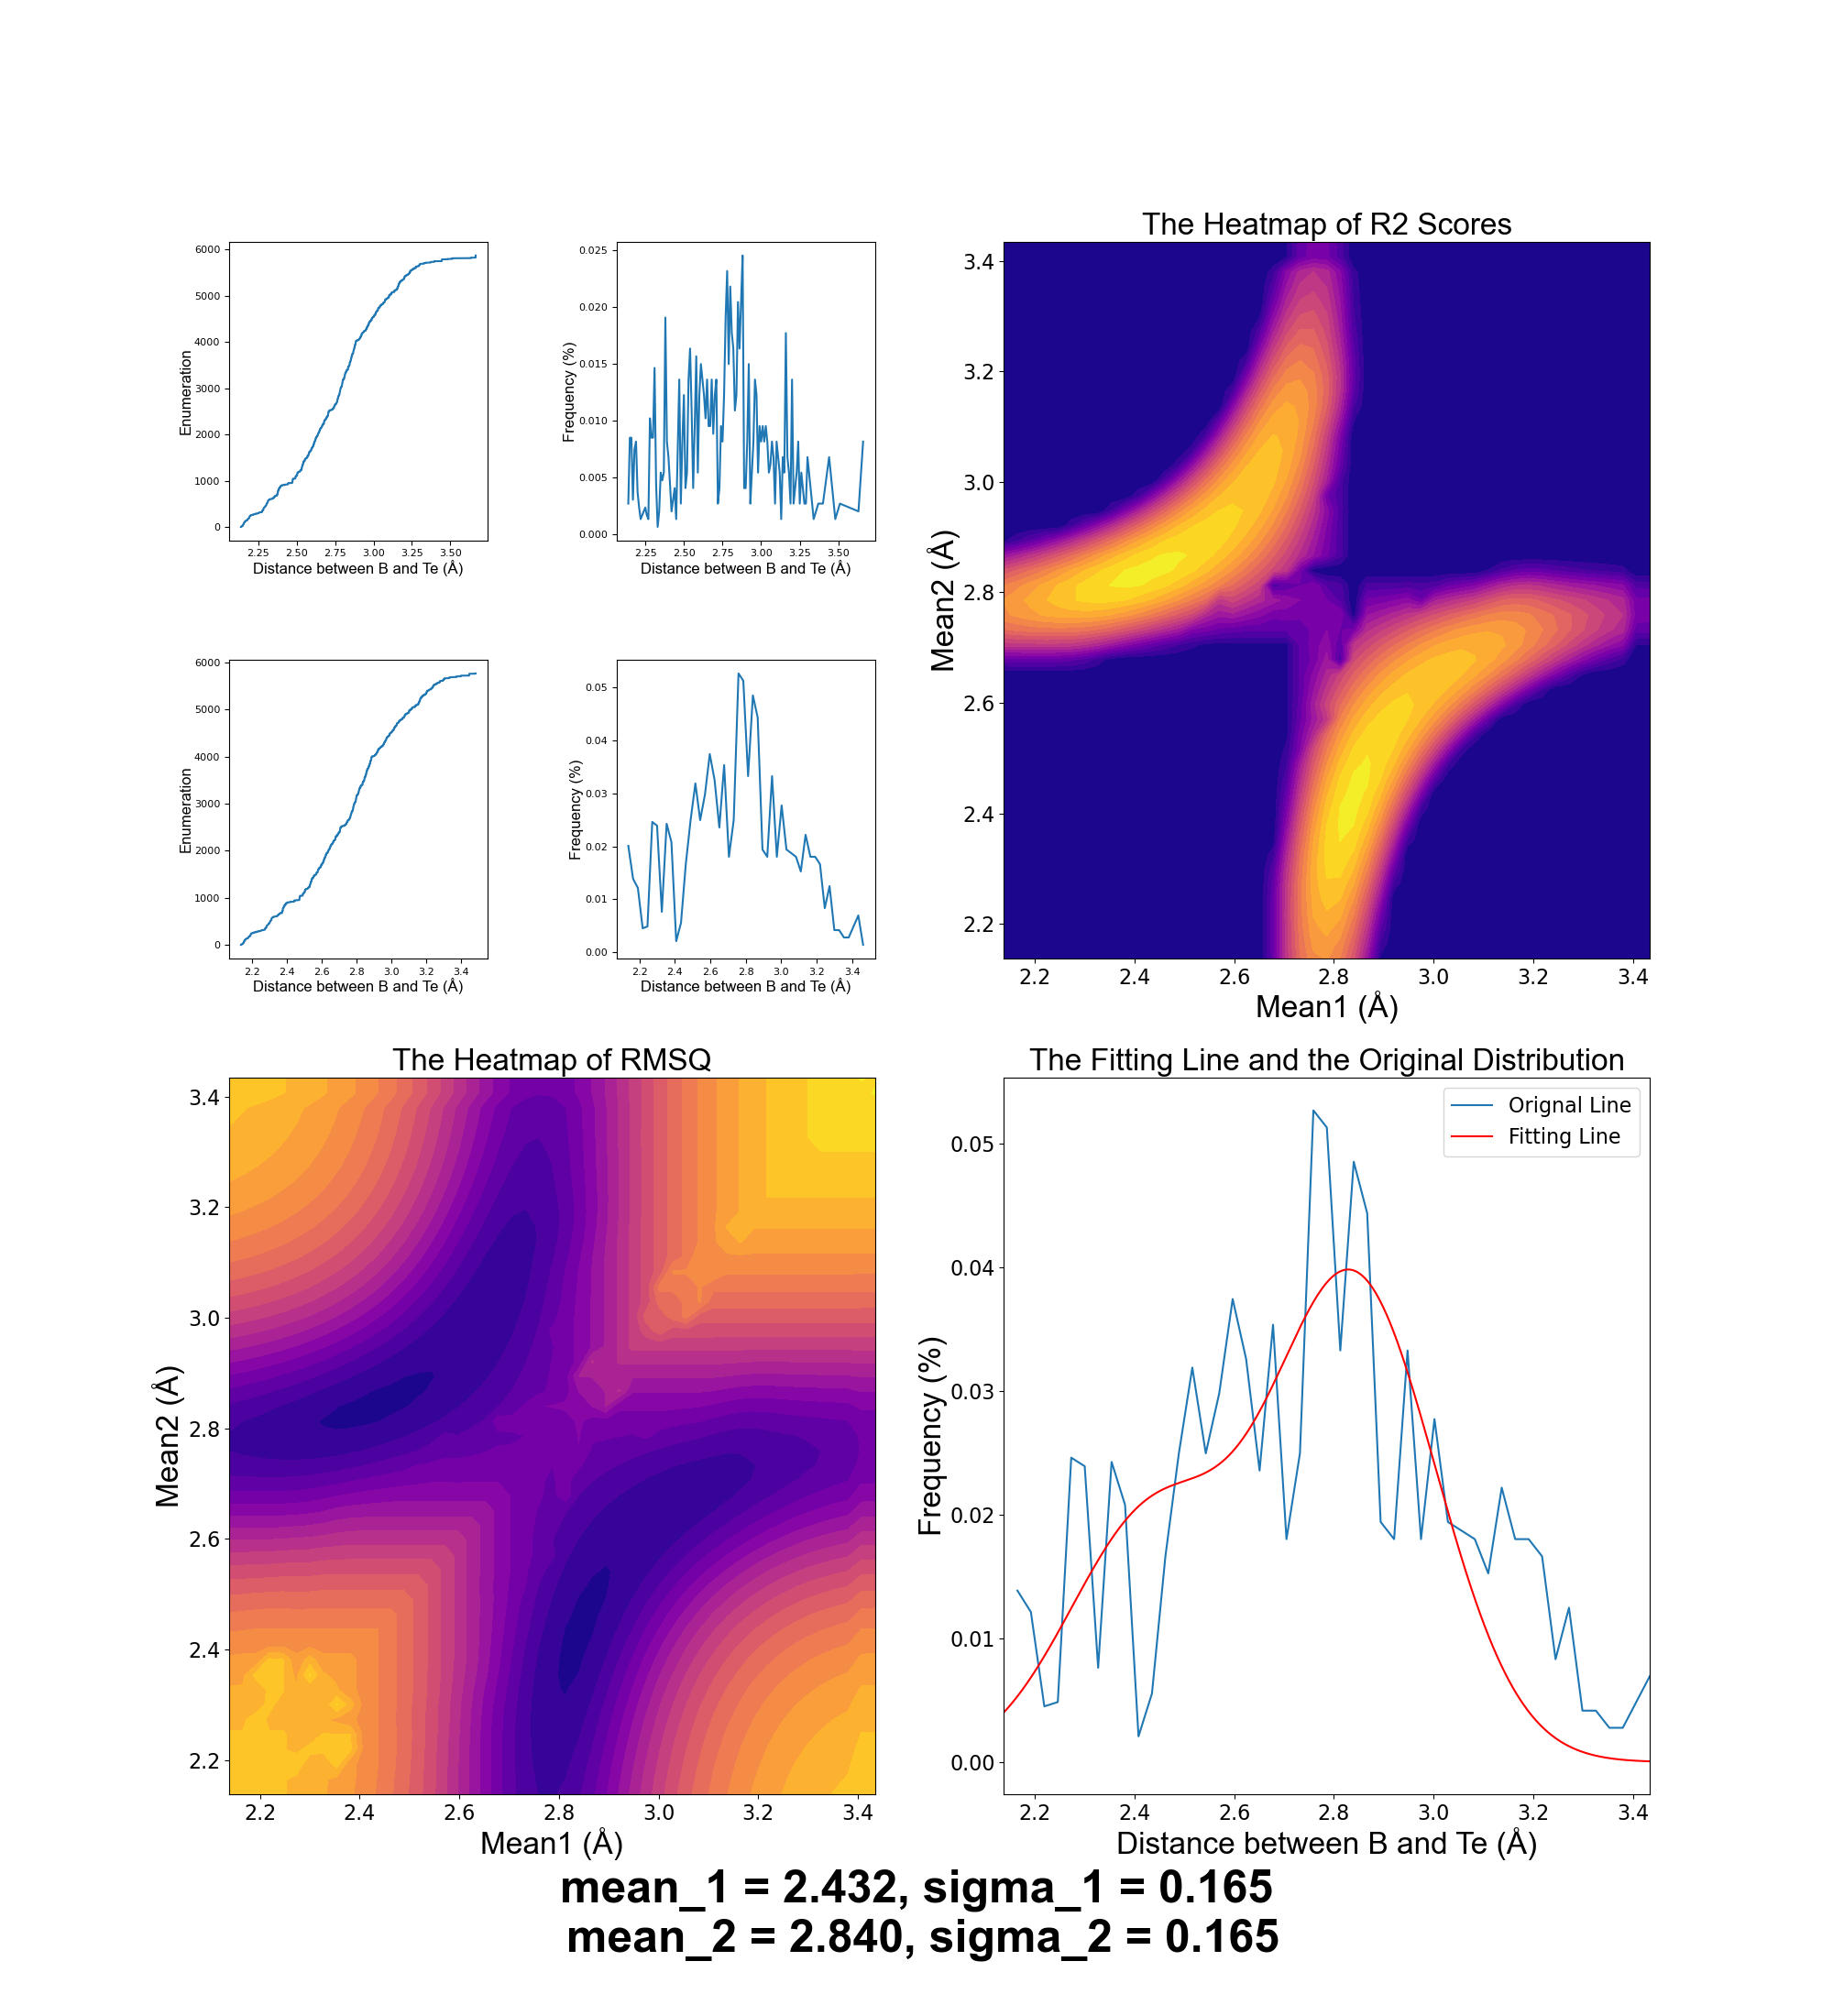 6000
5000
4000
3000
2000
1000
0
Enumeration
2.25 2.50 2.75 3.00 3.25 3.50
Distance between B and Te (Å)
0.025
0.020
0.015
0.010
0.005
0.000
Frequency (%)
2.25 2.50 2.75 3.00 3.25 3.50
Distance between B and Te (Å)
The Heatmap of R2 Scores
3.4
3.2
3.0
2.8
2.6
2.4
2.2
Mean2 (Å)
2.2 2.4 2.6 2.8 3.0 3.2 3.4
Mean1 (Å)
6000
5000
4000
3000
2000
1000
0
Enumeration
2.2 2.4 2.6 2.8 3.0 3.2 3.4
Distance between B and Te (Å)
0.05
0.04
0.03
0.02
0.01
0.00
Frequency (%)
2.2 2.4 2.6 2.8 3.0 3.2 3.4
Distance between B and Te (Å)
The Heatmap of RMSQ
3.4
3.2
3.0
2.8
2.6
2.4
2.2
Mean2 (Å)
2.2 2.4 2.6 2.8 3.0 3.2 3.4
Mean1 (Å)
The Fitting Line and the Original Distribution
Orignal Line
Fitting Line
0.05
0.04
0.03
0.02
0.01
0.00
Frequency (%)
2.2 2.4 2.6 2.8 3.0 3.2 3.4
Distance between B and Te (Å)
mean_1 = 2.432, sigma_1 = 0.165
mean_2 = 2.840, sigma_2 = 0.165